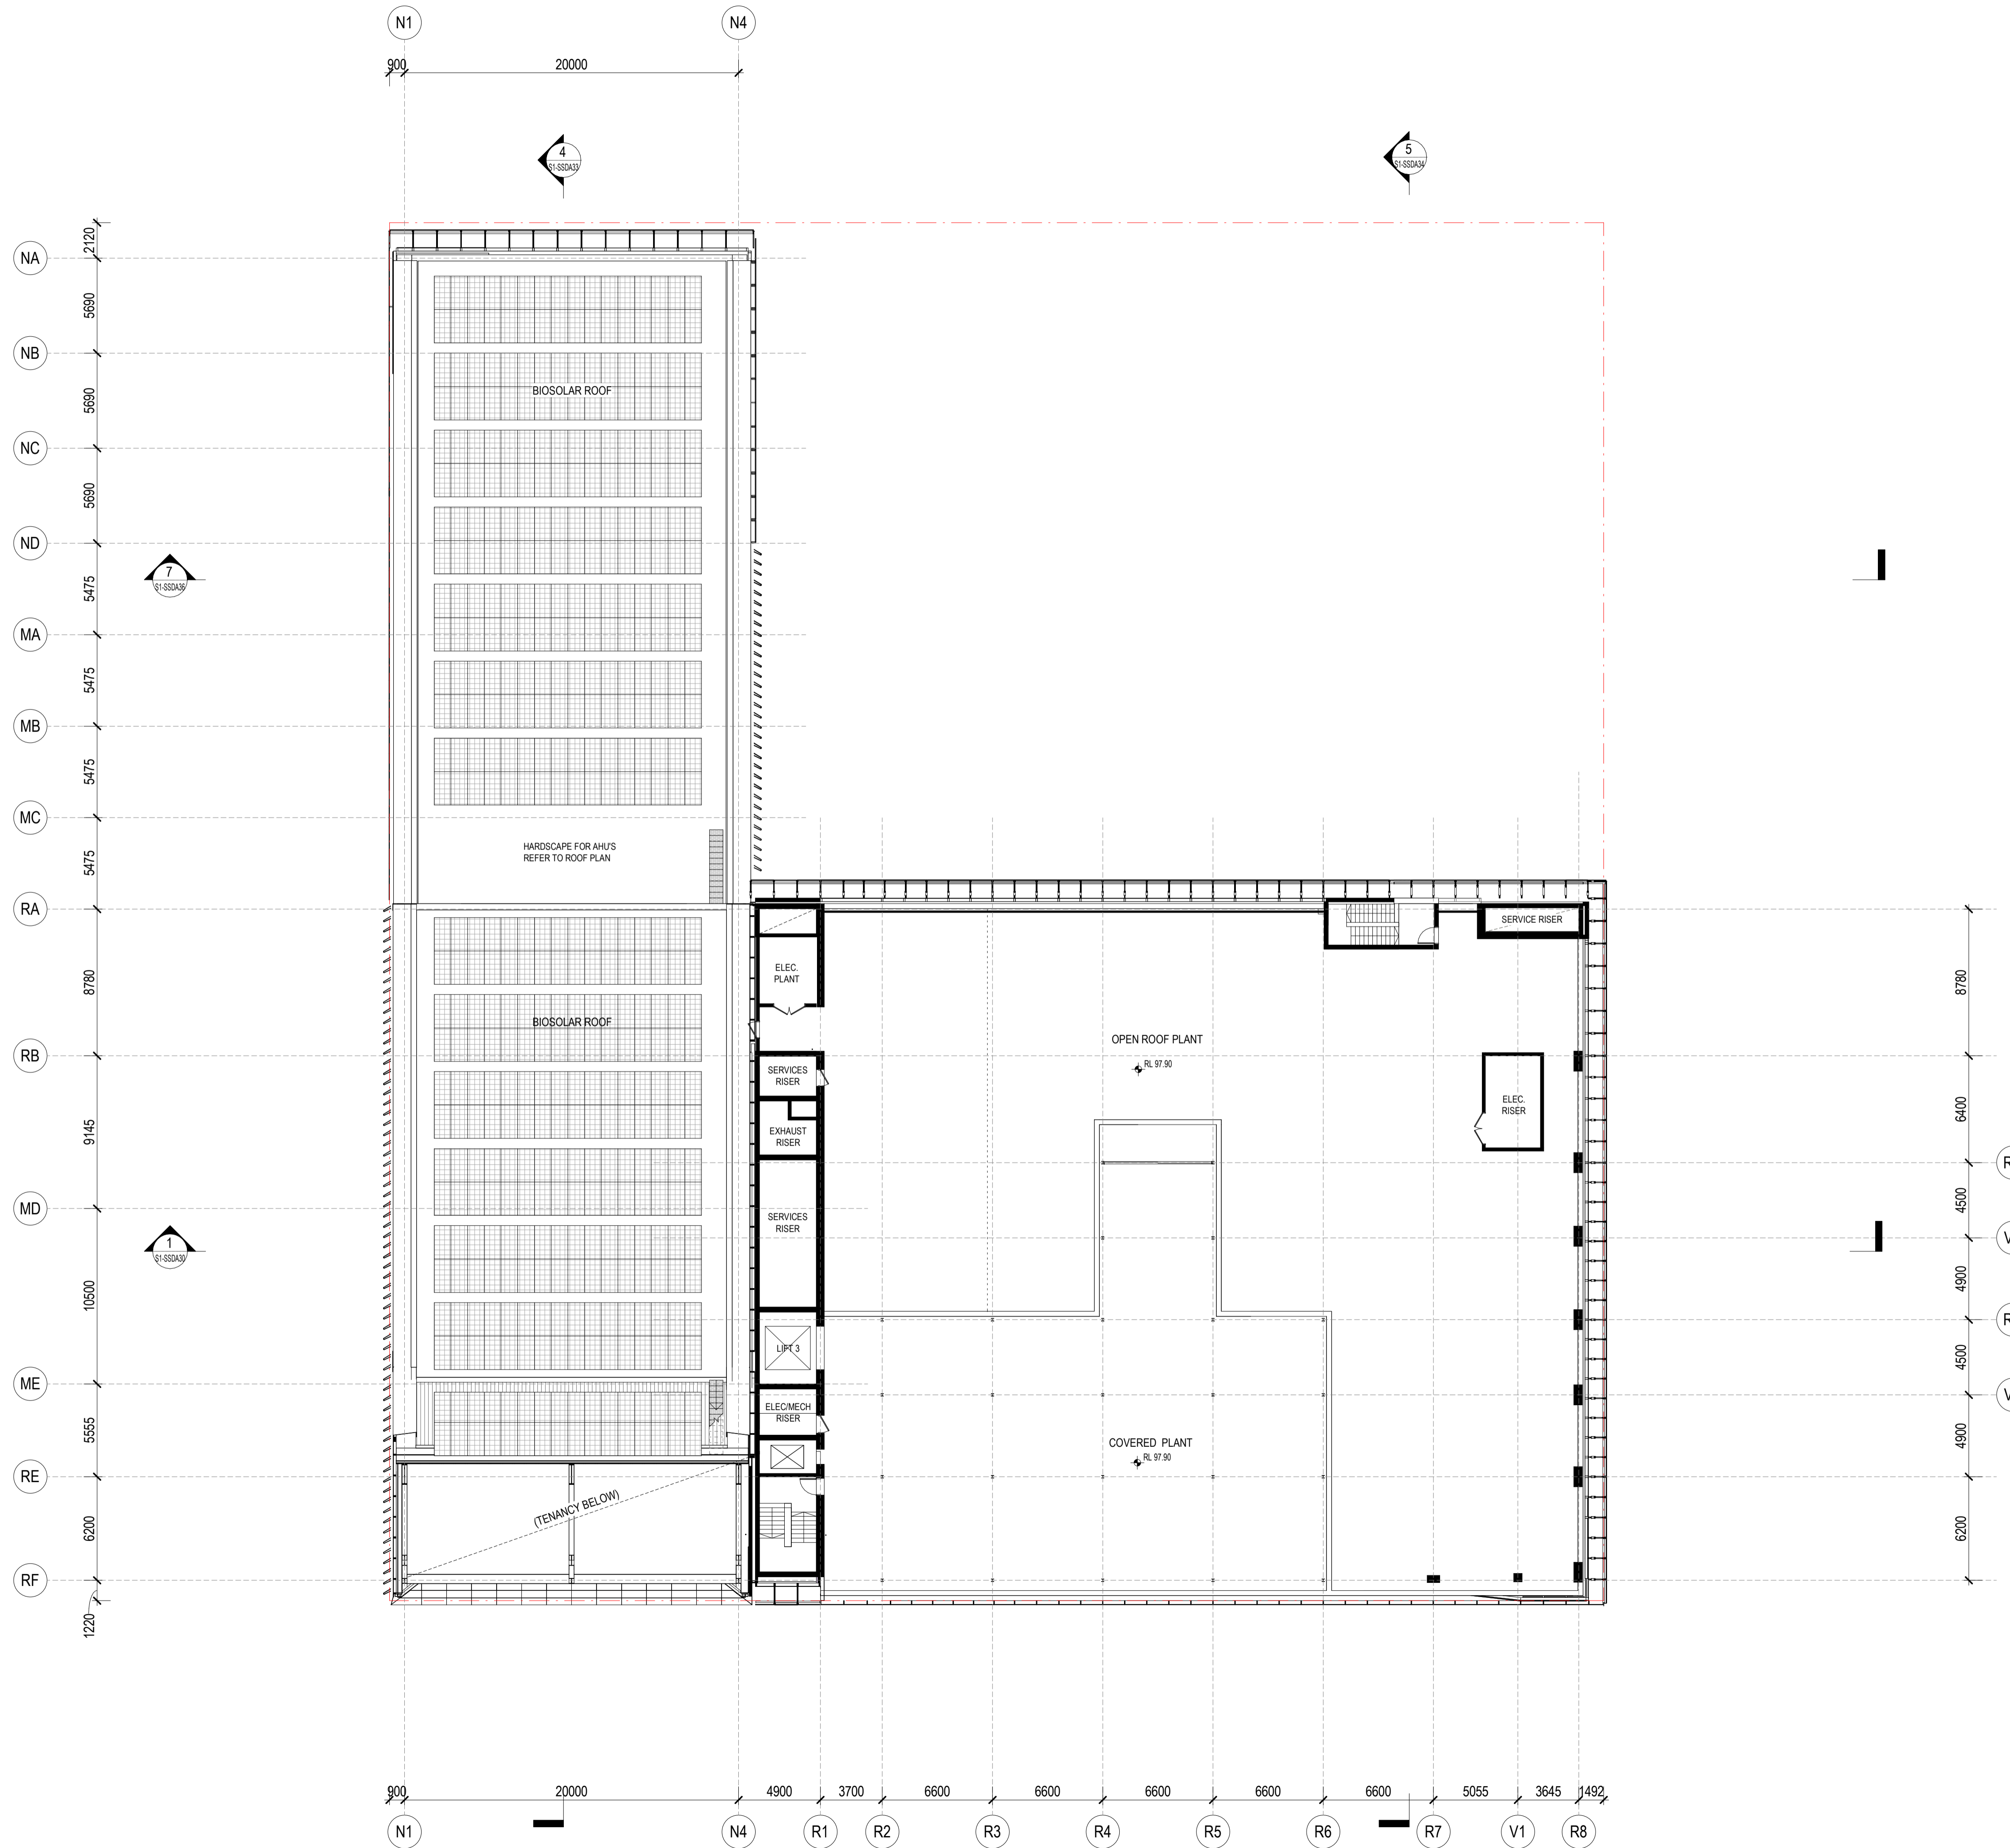 N1
N4
900
20000
4
S1-SSDA33
5
S1-SSDA34
2120
NA
5690
NB
BIOSOLAR ROOF
5690
NC
5690
ND
7
S1-SSDA36
5475
MA
5475
MB
5475
MC
HARDSCAPE FOR AHU'S
REFER TO ROOF PLAN
5475
RA
SERVICE RISER
ELEC.
PLANT
8780
8780
BIOSOLAR ROOF
OPEN ROOF PLANT
RB
RL 97.90
SERVICES
RISER
ELEC.
RISER
6400
9145
EXHAUST
RISER
MD
SERVICES
RISER
4500
1
S1-SSDA30
V
4900
10500
LIFT 3
4500
ME
V
ELEC/MECH
RISER
5555
COVERED PLANT
RL 97.90
4900
RE
(TENANCY BELOW)
6200
6200
RF
1220
900
20000
4900
3700
6600
6600
6600
6600
6600
5055
3645
1492
N1
N4
R1
R2
R3
R4
R5
R6
R7
V1
R8